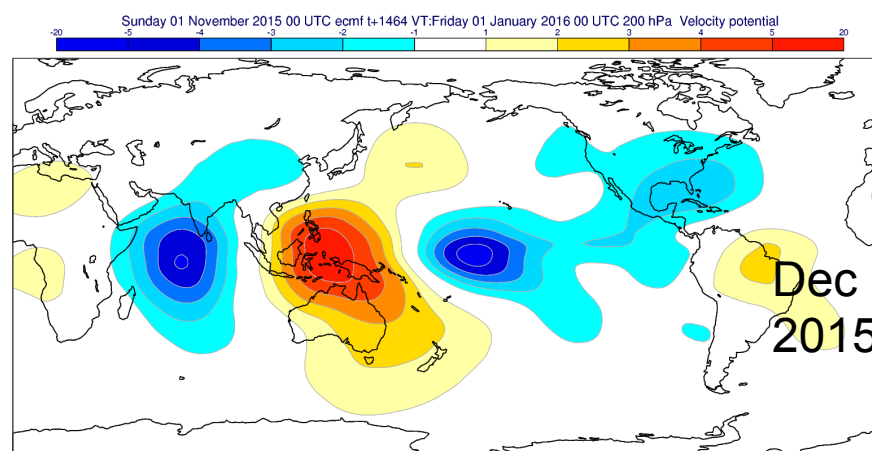 Sunday 01 November 2015 00 UTC ecmf t+1464 VT:Friday 01 January 2016 00 UTC 200 hPa Velocity potential
-20 -5 -4 -3 -2 -1 1 2 3 4 5 20
Dec
2015